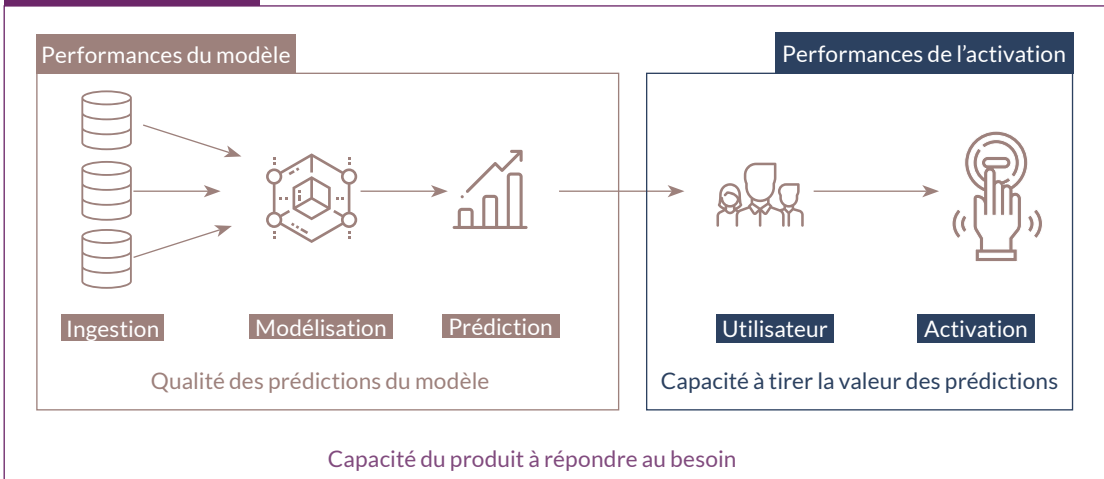 Performances du modèle
Performances de l’activation
Ingestion
Modélisation
Prédiction
Utilisateur
Activation
Qualité des prédictions du modèle
Capacité à tirer la valeur des prédictions
Capacité du produit à répondre au besoin